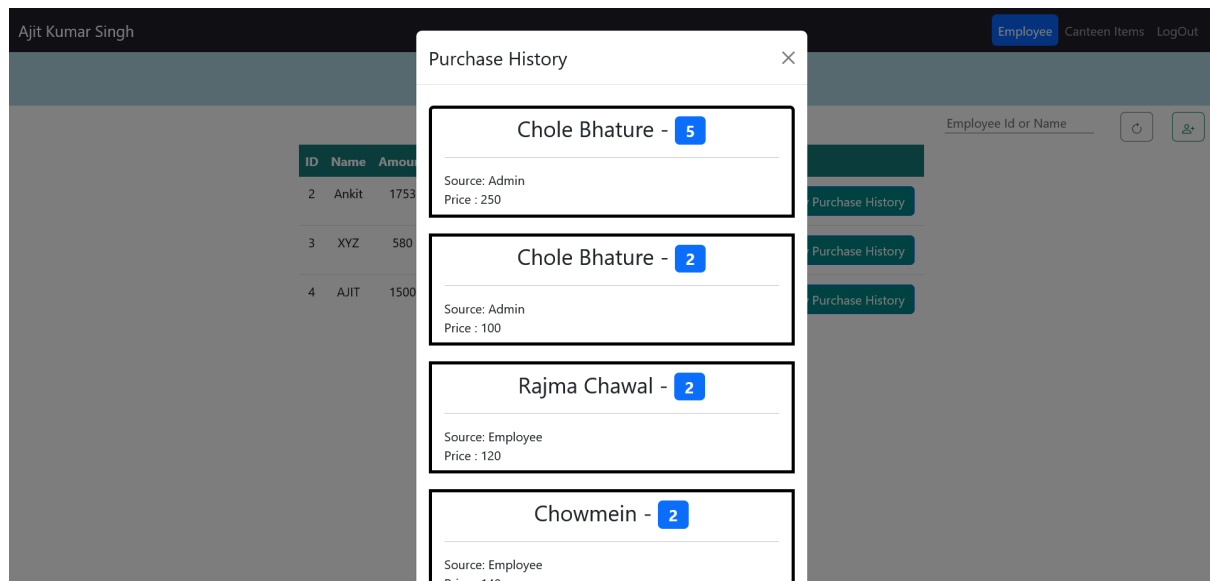 Ajit Kumar Singh
Employee Canteen Items LogOut
Purchase History
Employee Id or Name
ID Name
2 Ankit 1753
3 XYZ 580
4 AJIT 1500
Chole Bhature - 5
Source: Admin
Price : 250
Chole Bhature - 2
Source: Admin
Price : 100
Rajma Chawal - 2
Source: Employee
Price : 120
Chowmein - 2
Source: Employee
Purchase History
Purchase History
Purchase History